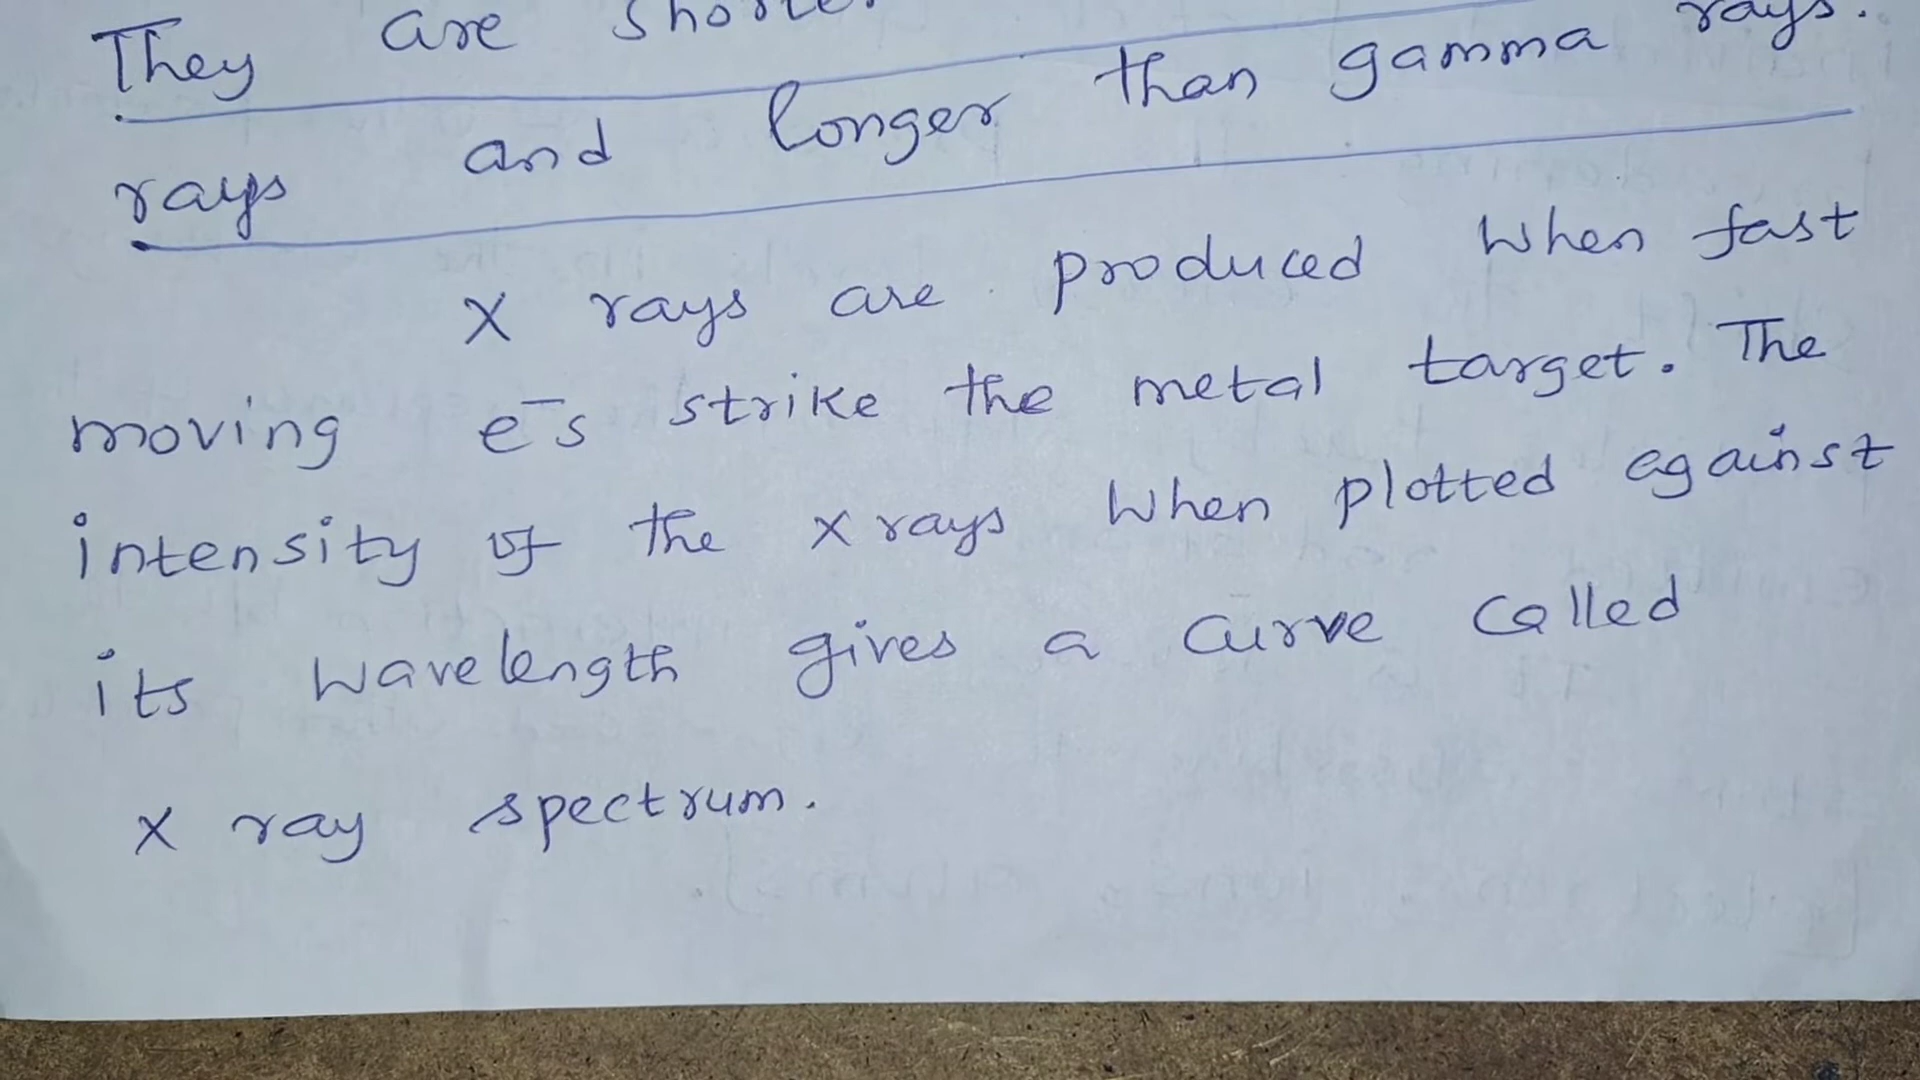 They are shorter
rays and longer than gamma rays.
X rays are produced when fast
moving e⁻s strike the metal target. The
intensity of the x rays when plotted against
its wavelength gives a curve called
X ray spectrum.